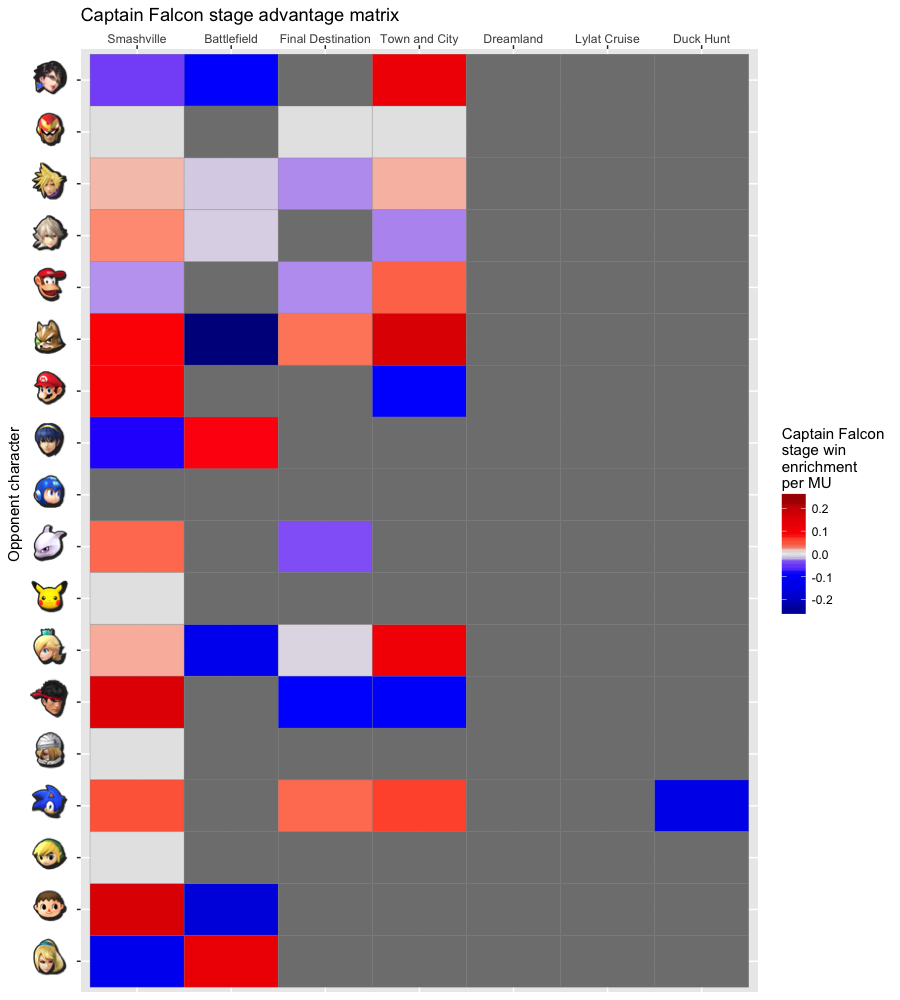 Captain Falcon stage advantage matrix
Smashville Battlefield Final Destination Town and City Dreamland Lylat Cruise Duck Hunt
Opponent character
Captain Falcon
stage win
enrichment
per MU
0.2
0.1
0.0
-0.1
-0.2